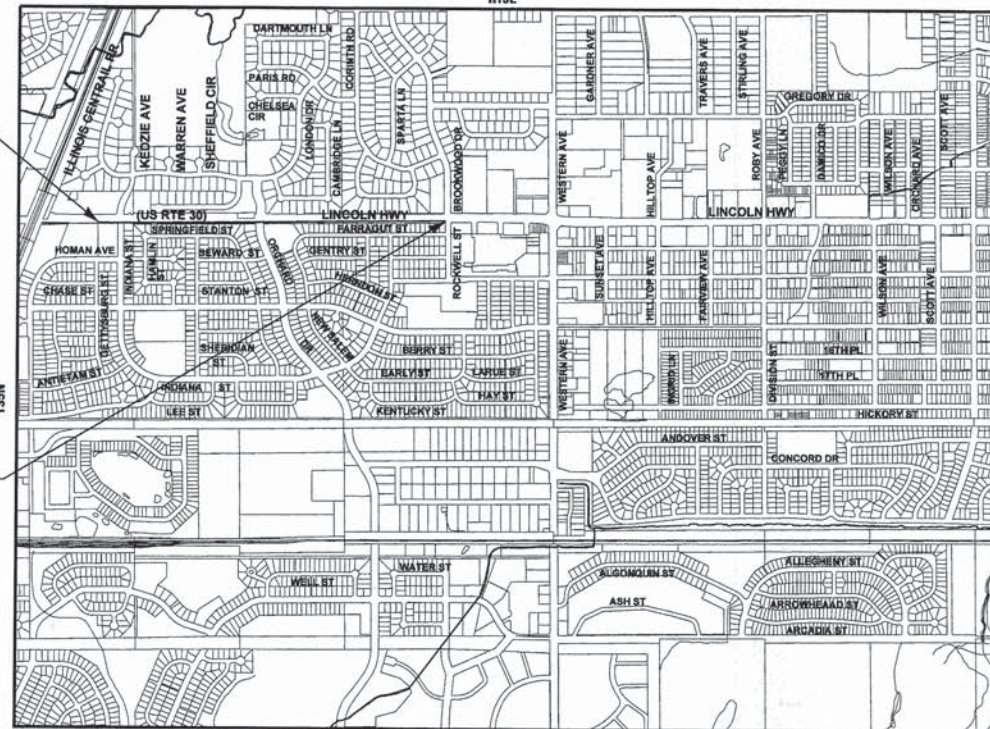 DARTMOUTH LN
CORINTH RD
ILLINOIS CENTRAIL RR
PARIS RD
CHELSEA
CIR
KEDZIE AVE
WARREN AVE
SHEFFIELD CIR
LONDON DR
CAMBRIDGE LN
SPARTA LN
BROOKWOOD DR
WESTERN AVE
GARDNER AVE
HILLTOP AVE
TRAVERS AVE
STIRLING AVE
ROBY AVE
GREGORY DR
PEGGY LN
DAMICO DR
WILSON AVE
ORCHARD AVE
SCOTT AVE
(US RTE 30)
LINCOLN HWY
LINCOLN HWY
SPRINGFIELD ST
FARRAGUT ST
HOMAN AVE
INDIANA ST
HAMLIN
ST
SEWARD ST
ORCHARD
DR
GENTRY ST
ROCKWELL ST
CHASE ST
STANTON ST
HERNDON ST
SUNSET AVE
HILLTOP AVE
FAIRVIEW AVE
WILSON AVE
SCOTT AVE
NEW SALEM
SHERIDIAN
ST
BERRY ST
16TH PL
ANTIETAM ST
EARLY ST
LARUE ST
WESTERN AVE
DIVISION ST
17TH PL
INDIANA ST
HAY ST
LEE ST
KENTUCKY ST
HICKORY ST
ANDOVER ST
CONCORD DR
WATER ST
WELL ST
ALGONQUIN ST
ALLEGHENY ST
ASH ST
ARROWHEAAD ST
ARCADIA ST